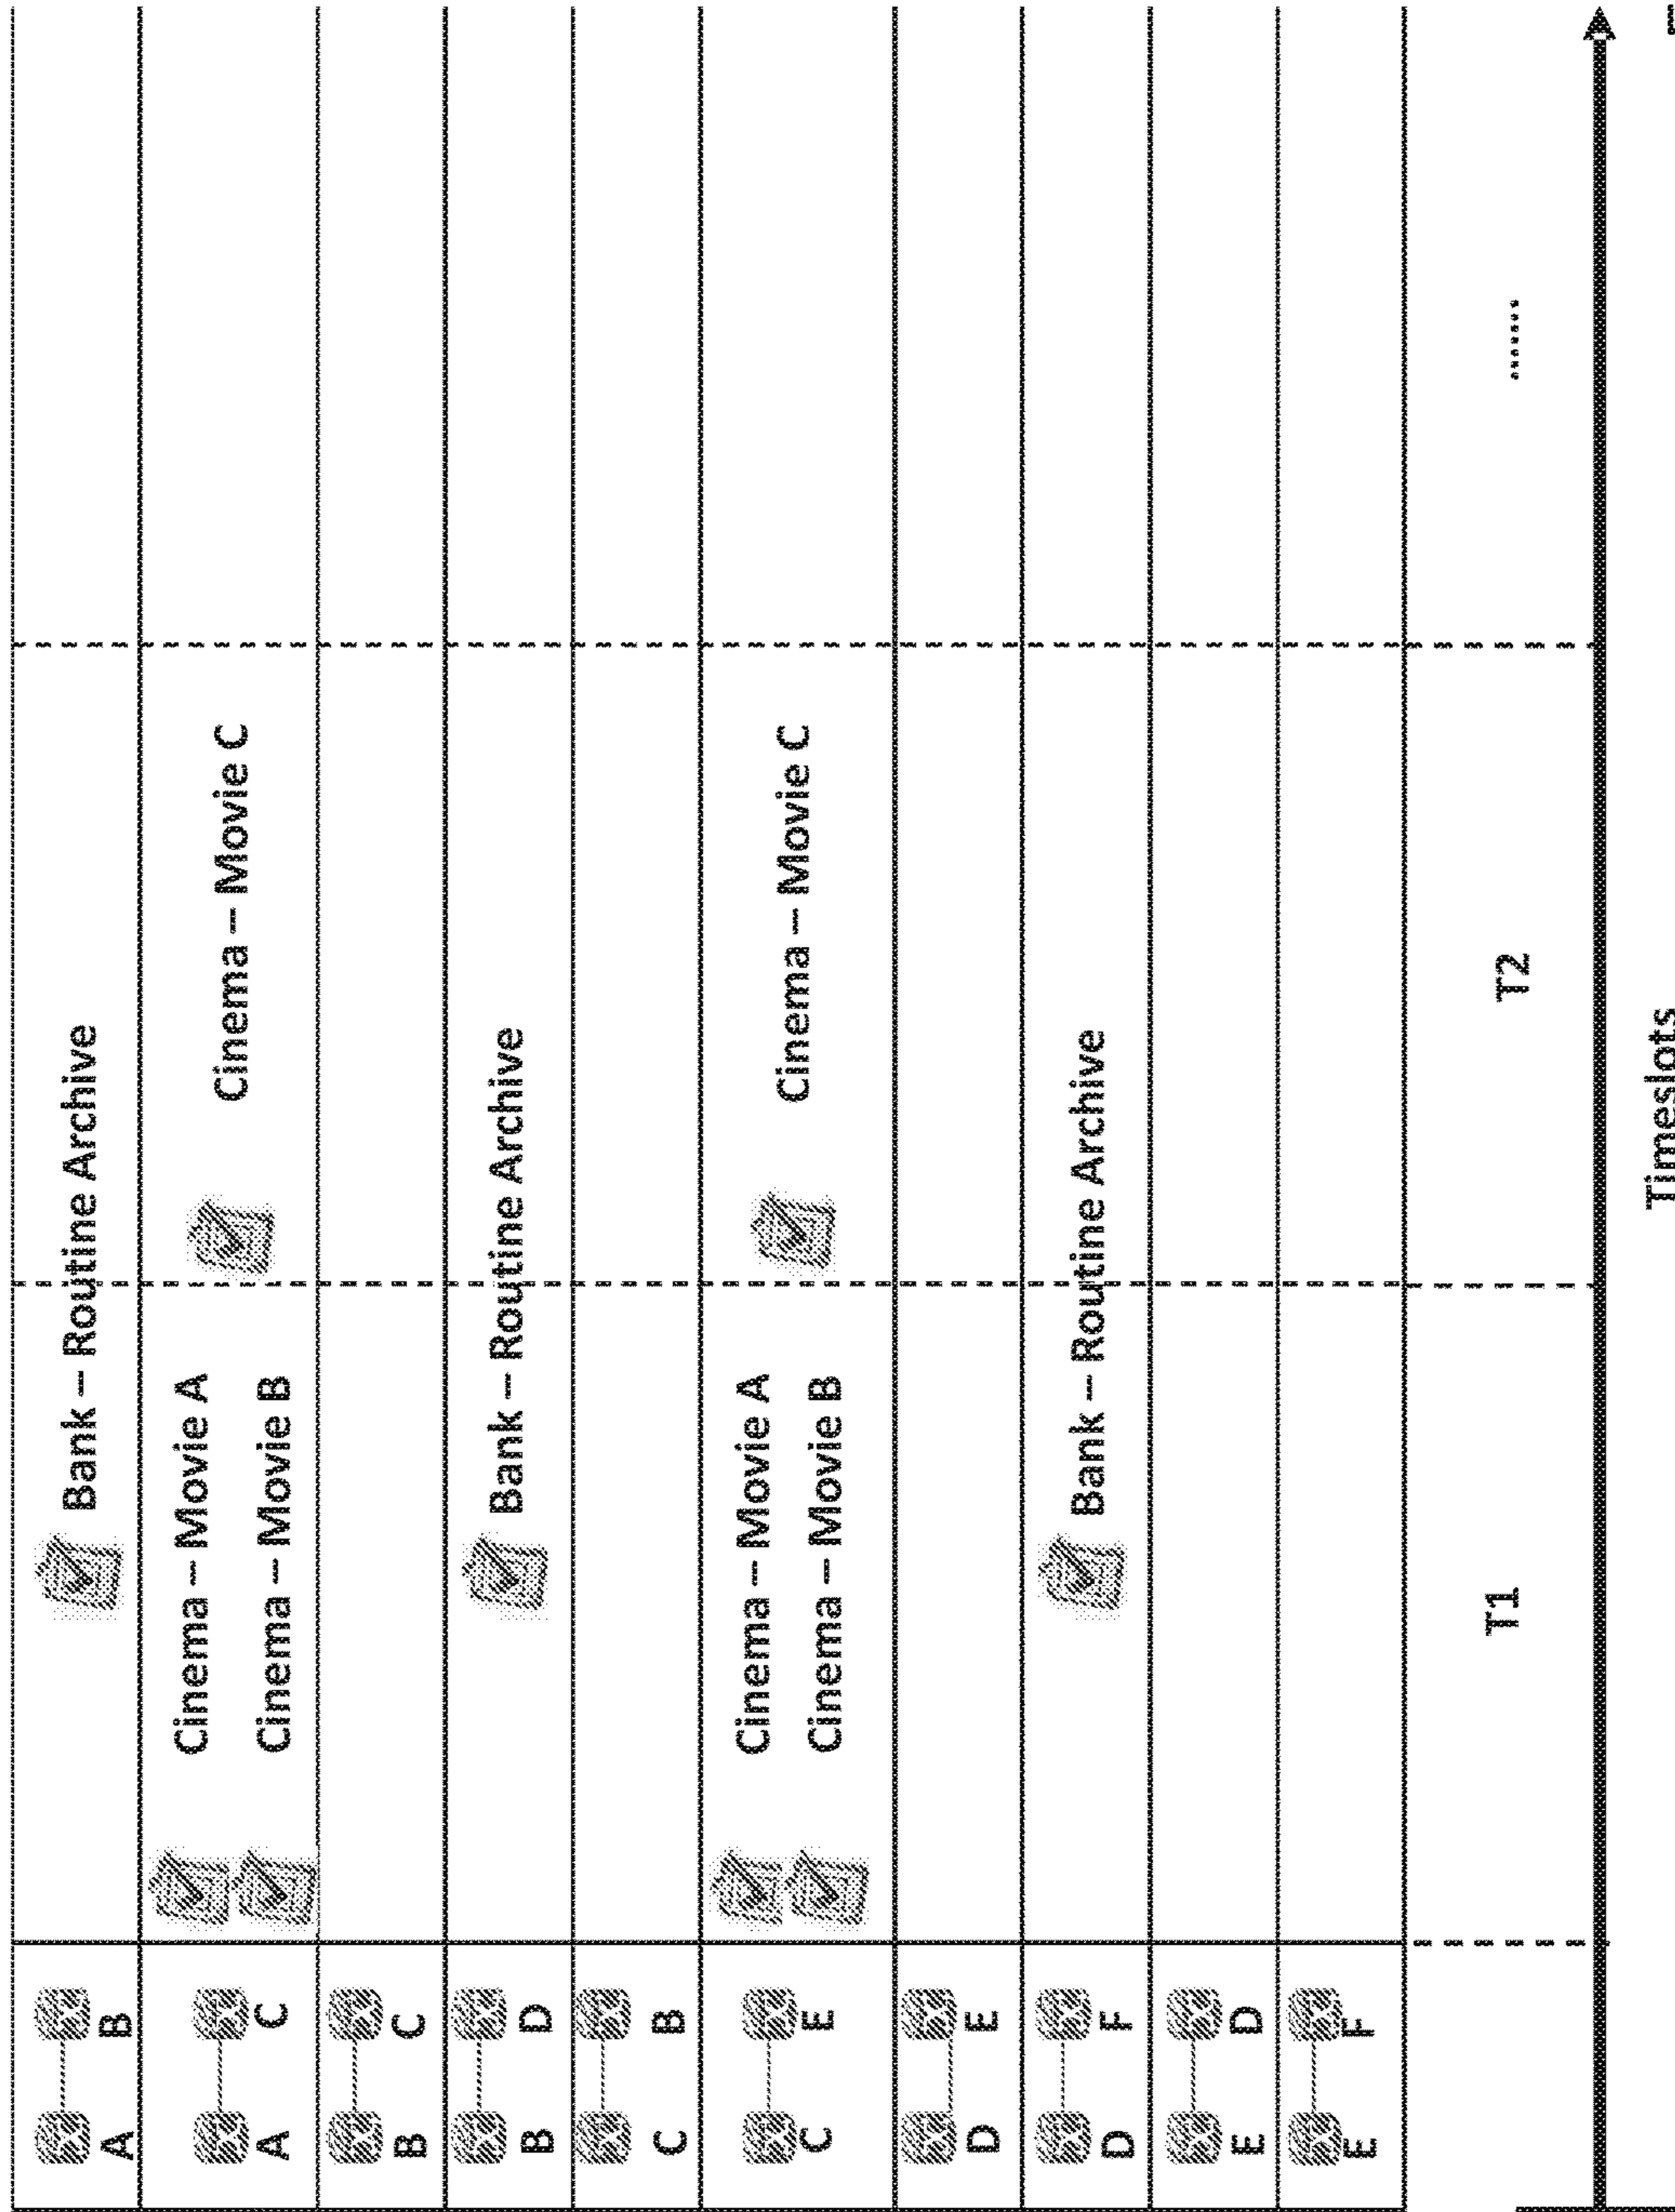 A B Bank – Routine Archive
A C Cinema – Movie A Cinema – Movie C
Cinema – Movie B
B C
B D Bank – Routine Archive
C B
C E Cinema – Movie A Cinema – Movie C
Cinema – Movie B
D E
D F Bank – Routine Archive
E D
E F
T1 T2 ......
Timeslots